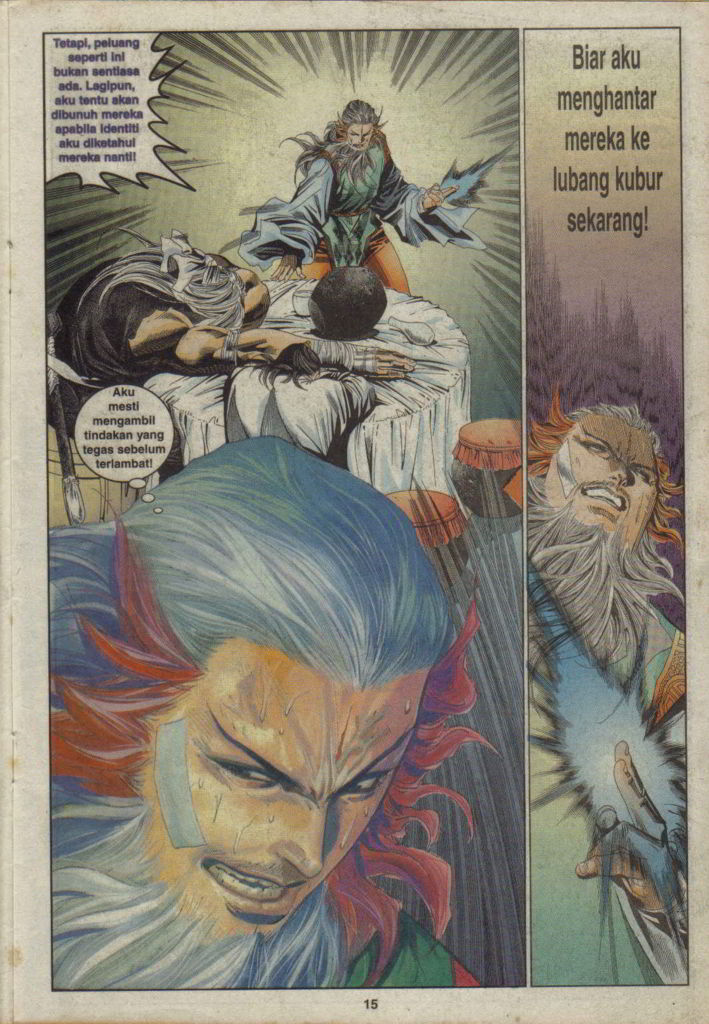 Tetapi, peluang
seperti ini
bukan sentiasa
ada. Lagipun,
aku tentu akan
dibunuh mereka
apabila identiti
aku diketahui
mereka nanti!
Aku
mesti
mengambil
tindakan yang
tegas sebelum
terlambat!
Biar aku
menghantar
mereka ke
lubang kubur
sekarang!
15